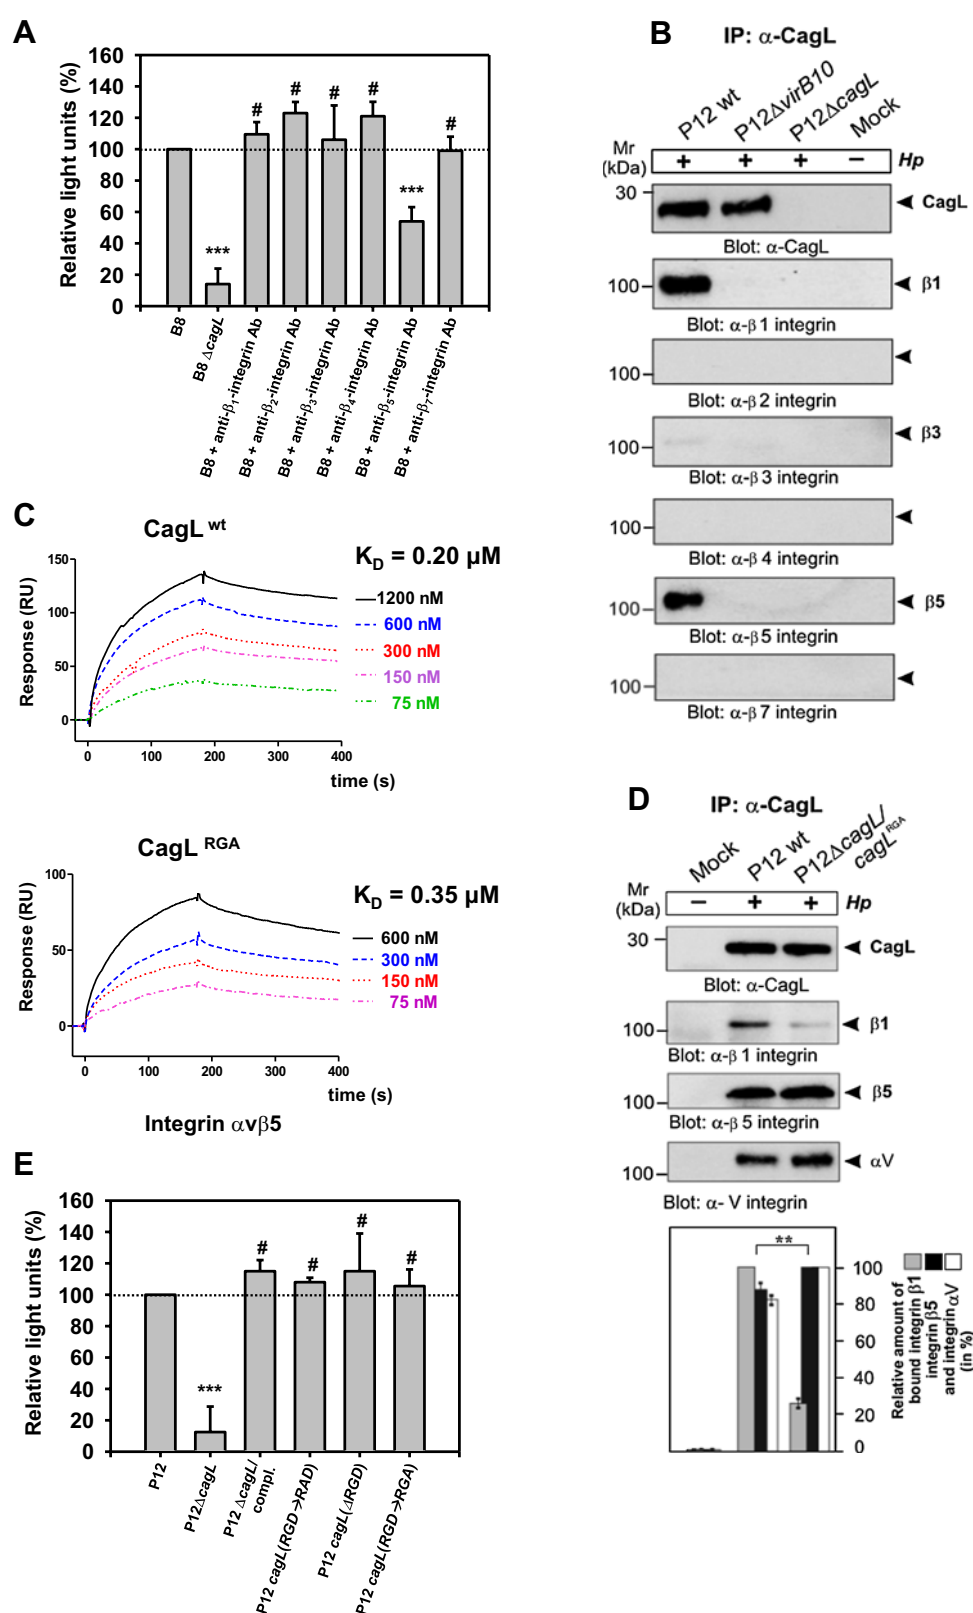 A
Relative light units (%)
160
140
120
100
80
60
40
20
0
***
#
#
#
#
***
#
B8
B8 ΔcagL
B8 + anti-β1-integrin Ab
B8 + anti-β2-integrin Ab
B8 + anti-β3-integrin Ab
B8 + anti-β4-integrin Ab
B8 + anti-β5-integrin Ab
B8 + anti-β7-integrin Ab
B
IP: α-CagL
P12 wt
P12ΔvirB10
P12ΔcagL
Mock
Mr
(kDa)
+ + + − Hp
30
CagL
Blot: α-CagL
100
β1
Blot: α-β 1 integrin
100
Blot: α-β 2 integrin
β3
100
Blot: α-β 3 integrin
100
Blot: α-β 4 integrin
100
β5
Blot: α-β 5 integrin
100
Blot: α-β 7 integrin
C
CagL wt
KD = 0.20 µM
Response (RU)
150
100
50
0
1200 nM
600 nM
300 nM
150 nM
75 nM
0 100 200 300 400
time (s)
CagL RGA
KD = 0.35 µM
Response (RU)
100
50
0
600 nM
300 nM
150 nM
75 nM
0 100 200 300 400
time (s)
Integrin αvβ5
D
IP: α-CagL
Mock
P12 wt
P12ΔcagL/
cagL RGA
Mr
(kDa)
− + + Hp
30
CagL
Blot: α-CagL
100
β1
Blot: α-β 1 integrin
100
β5
Blot: α-β 5 integrin
100
αV
Blot: α- V integrin
**
100
80
60
40
20
0
Relative amount of
bound integrin β1
integrin β5
and integrin αV
(in %)
E
Relative light units (%)
160
140
120
100
80
60
40
20
0
***
#
#
#
#
P12
P12ΔcagL
P12 ΔcagL/
compl.
P12 cagL(RGD→RAD)
P12 cagL(ΔRGD)
P12 cagL(RGD→RGA)